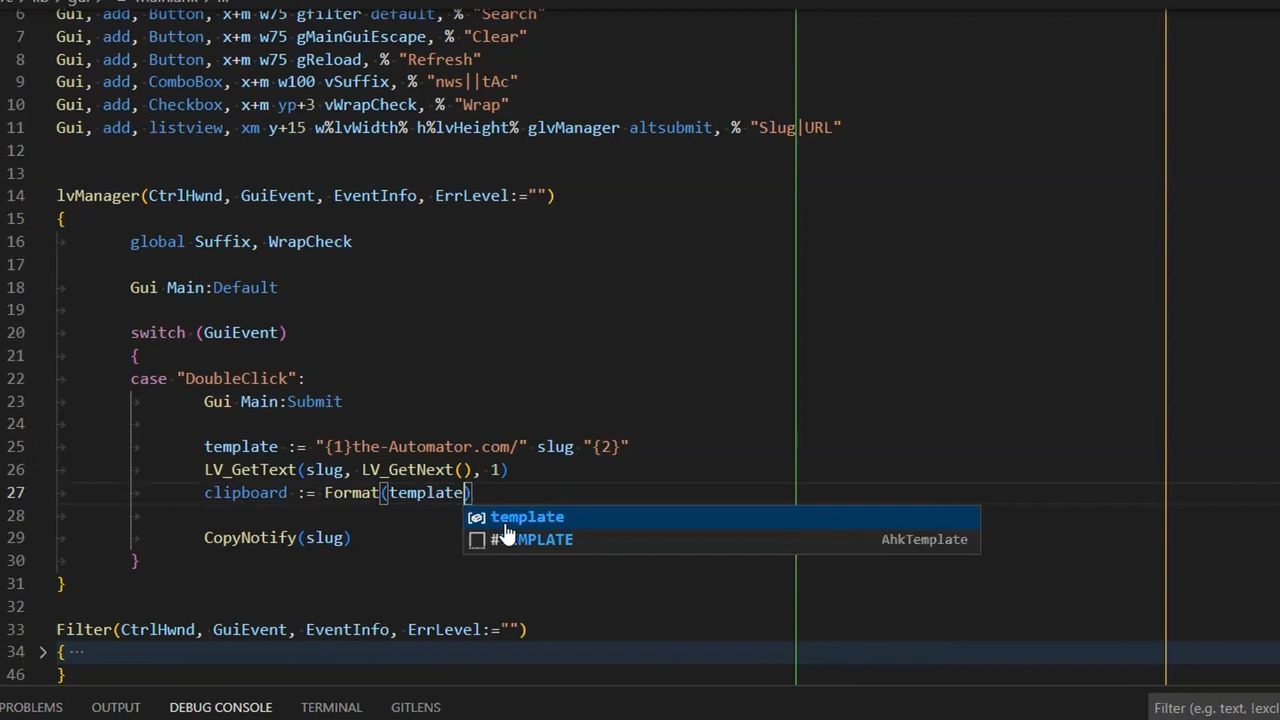 6 Gui, add, Button, x+m w75 gfilter default, % "Search"
7 Gui, add, Button, x+m w75 gMainGuiEscape, % "Clear"
8 Gui, add, Button, x+m w75 gReload, % "Refresh"
9 Gui, add, ComboBox, x+m w100 vSuffix, % "nws||tAc"
10 Gui, add, Checkbox, x+m yp+3 vWrapCheck, % "Wrap"
11 Gui, add, listview, xm y+15 w%lvWidth% h%lvHeight% glvManager altsubmit, % "Slug|URL"
12
13
14 lvManager(CtrlHwnd, GuiEvent, EventInfo, ErrLevel:="")
15 {
16 global Suffix, WrapCheck
17
18 Gui Main:Default
19
20 switch (GuiEvent)
21 {
22 case "DoubleClick":
23 Gui Main:Submit
24
25 template := "{1}the-Automator.com/" slug "{2}"
26 LV_GetText(slug, LV_GetNext(), 1)
27 clipboard := Format(template)
28 template
#TEMPLATE AhkTemplate
29 CopyNotify(slug)
30 }
31 }
32
33 Filter(CtrlHwnd, GuiEvent, EventInfo, ErrLevel:="")
34 > { ···
46 }
PROBLEMS OUTPUT DEBUG CONSOLE TERMINAL GITLENS Filter (e.g. text, !excl